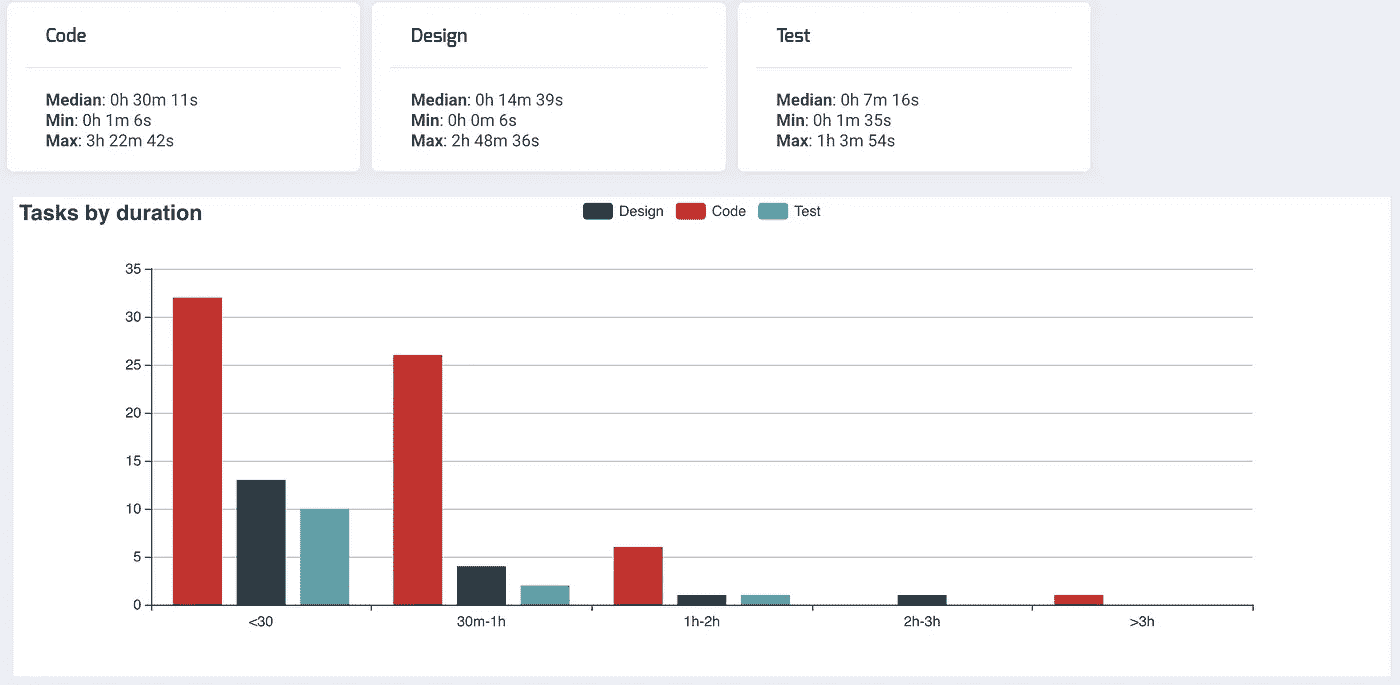 Code
Median: 0h 30m 11s
Min: 0h 1m 6s
Max: 3h 22m 42s
Design
Median: 0h 14m 39s
Min: 0h 0m 6s
Max: 2h 48m 36s
Test
Median: 0h 7m 16s
Min: 0h 1m 35s
Max: 1h 3m 54s
Tasks by duration
Design Code Test
35
30
25
20
15
10
5
0
<30 30m-1h 1h-2h 2h-3h >3h